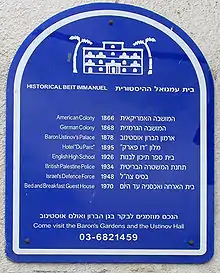 HISTORICAL BEIT IMMANUEL בית עמנואל ההיסטורית
American Colony 1866 המושבה האמריקאית
German Colony 1868 המושבה הגרמנית
Baron Ustinov's Palace 1878 ארמון הברון אוסטינוב
Hotel "Du Parc" 1895 מלון "דו פארק"
English High School 1926 בית ספר תיכון לבנות
British Palestine Police 1934 תחנת המשטרה הבריטית
Israel's Defence Force 1948 בסיס צה"ל
Bed and Breakfast Guest House 1970 בית הארחה ואכסניה עד היום
הנכם מוזמנים לבקר בגן הברון ואולם אוסטינוב
Come visit the Baron's Gardens and the Ustinov Hall
03-6821459